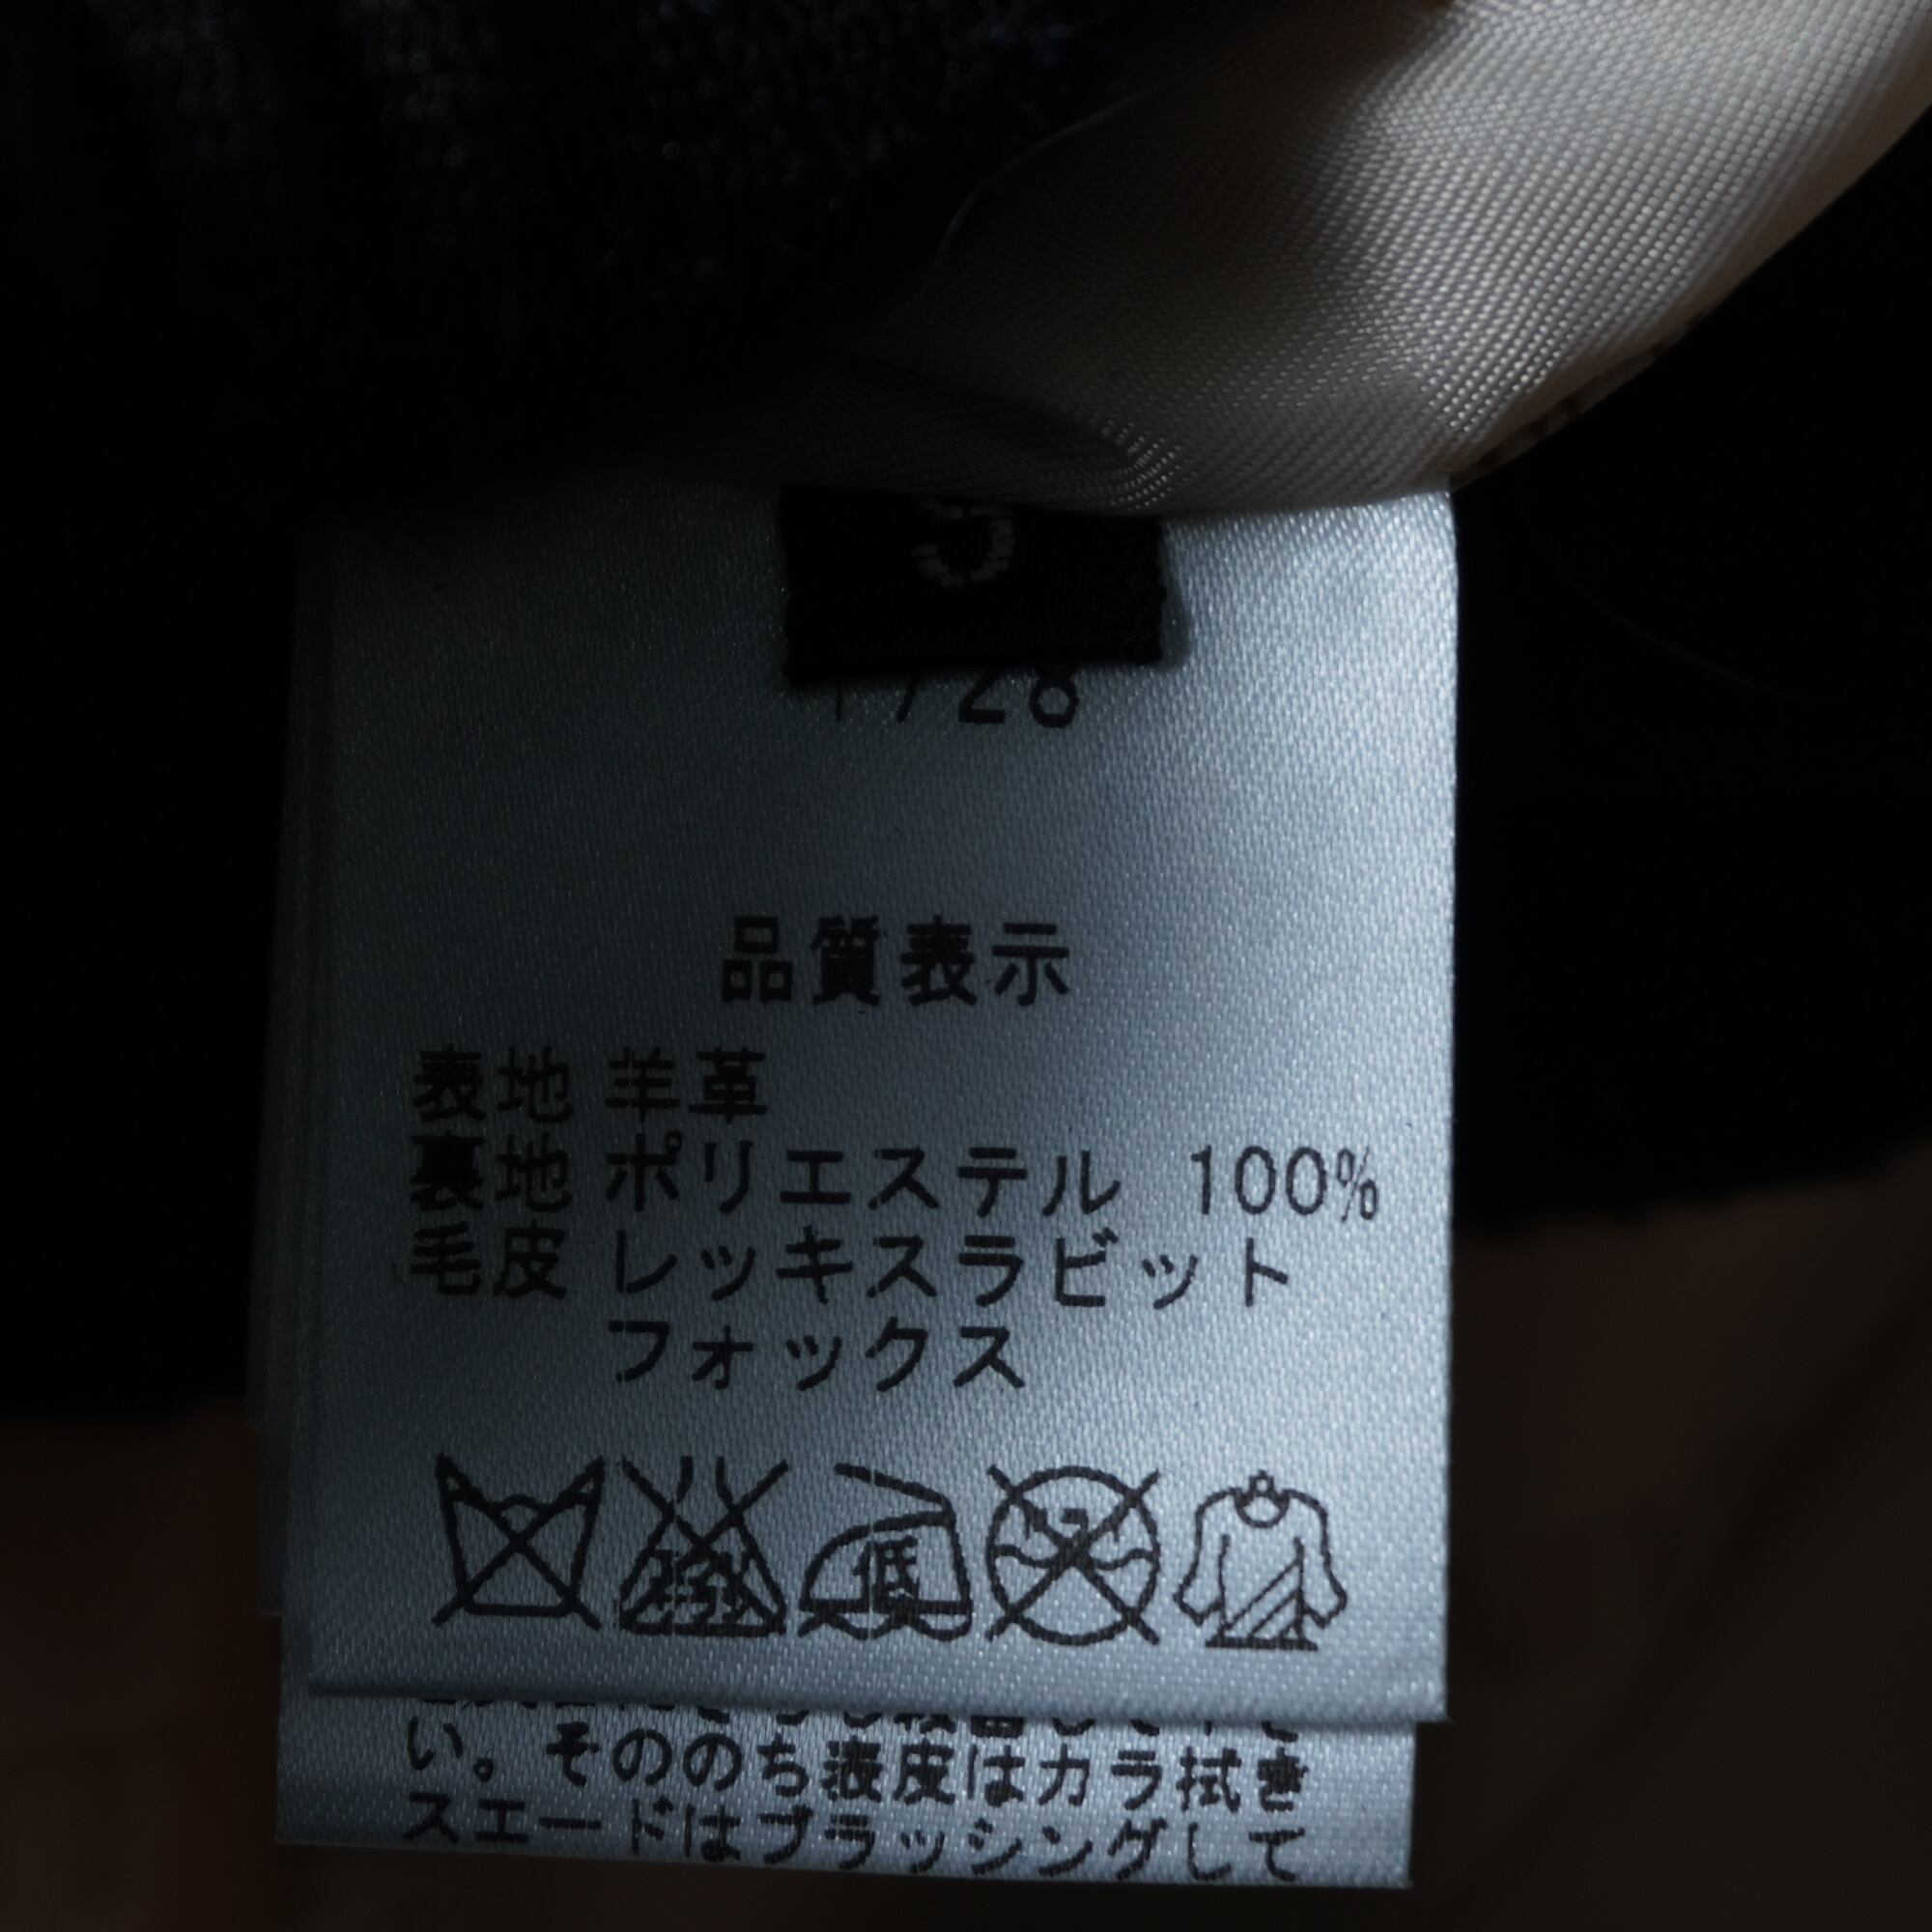 品質表示
表地 羊革
裏地 ポリエステル 100%
毛皮 レッキスラビット
フォックス
低
い。そののち表皮はカラ拭き
スエードはブラッシングして